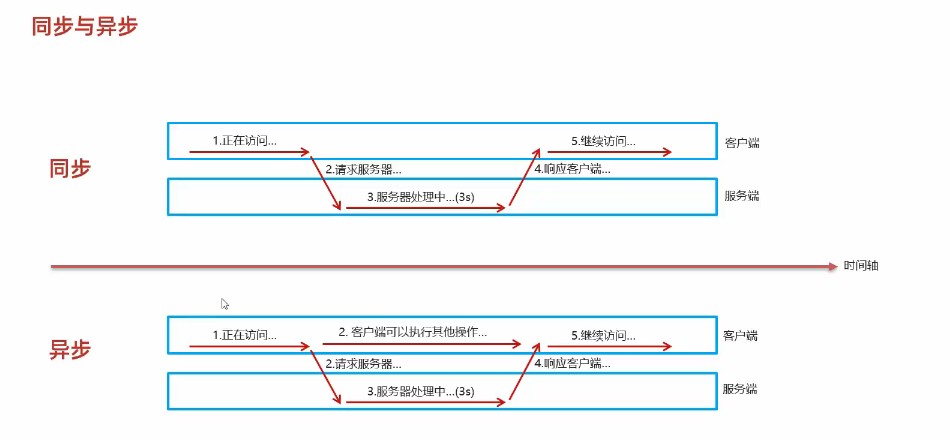 同步与异步
1.正在访问...
5.继续访问...
客户端
同步
2.请求服务器...
4.响应客户端...
3.服务器处理中...(3s)
服务端
时间轴
1.正在访问...
2. 客户端可以执行其他操作...
5.继续访问...
客户端
异步
2.请求服务器...
4.响应客户端...
3.服务器处理中...(3s)
服务端